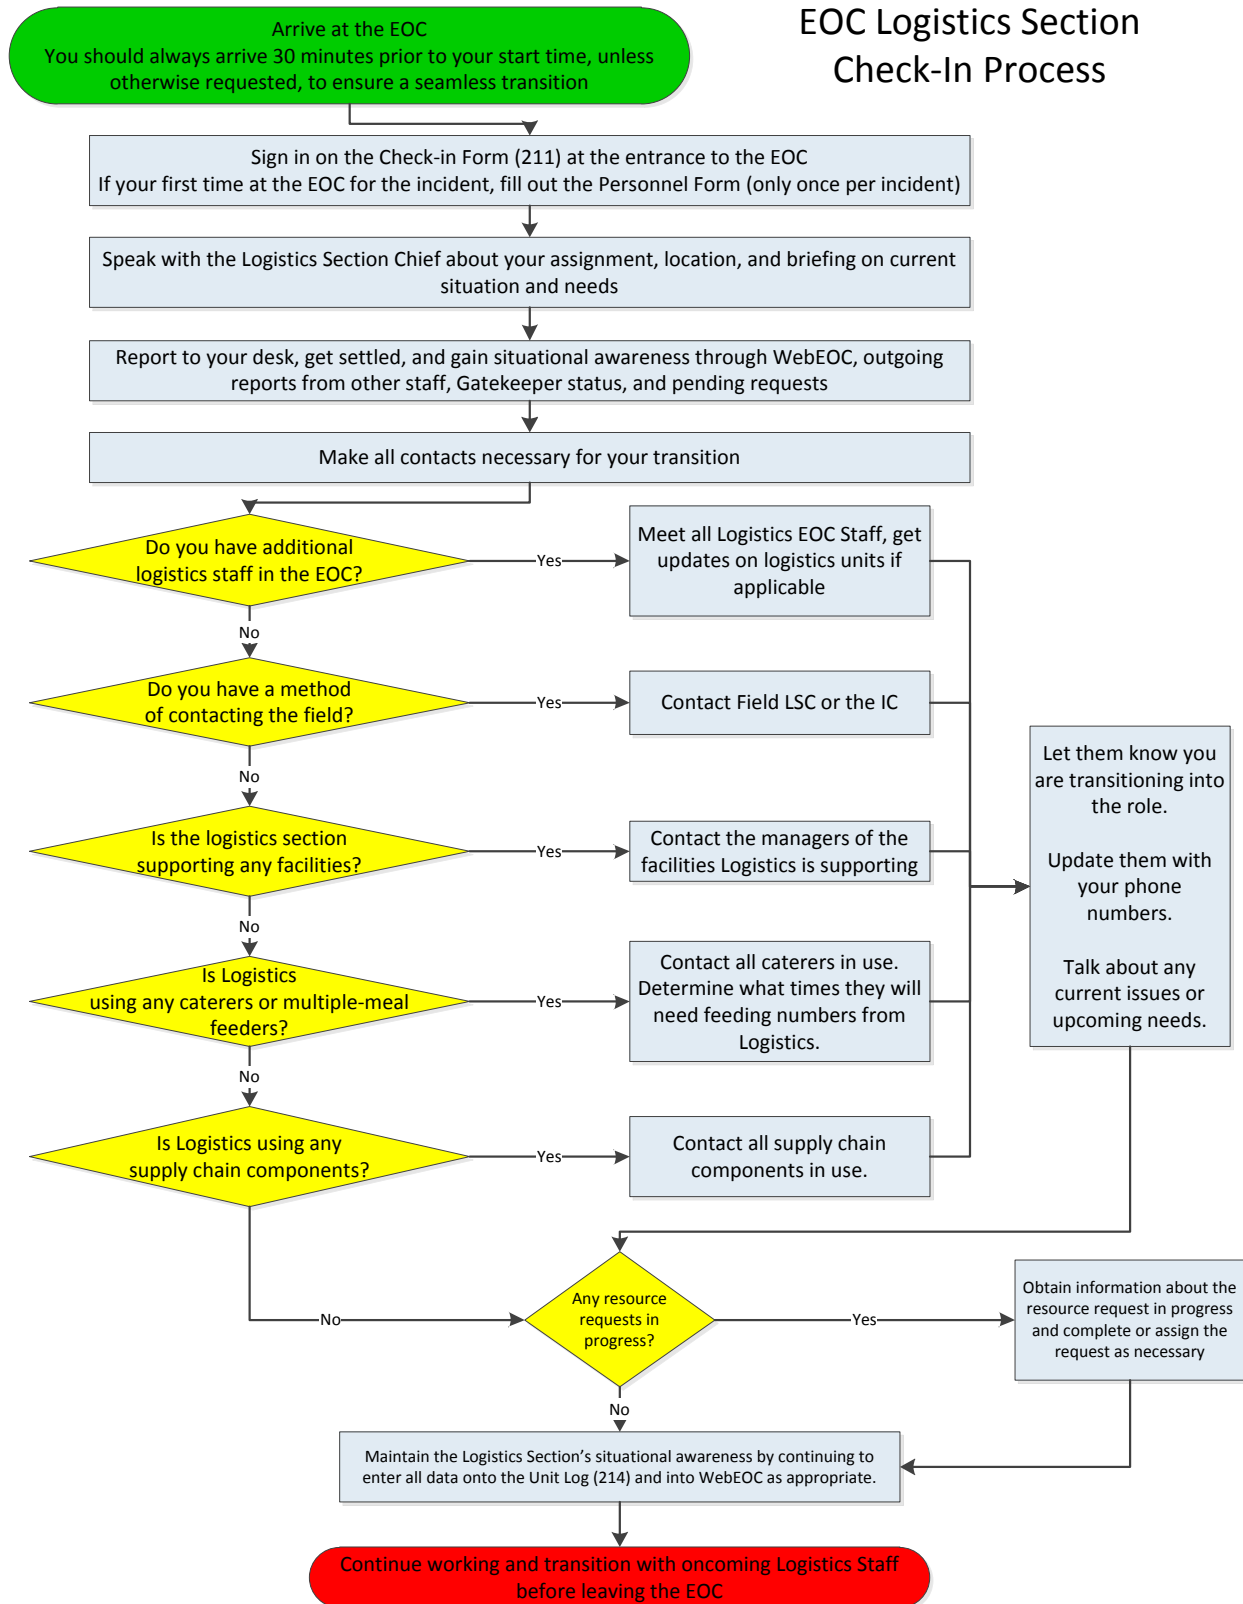 EOC Logistics Section
Check-In Process
Arrive at the EOC
You should always arrive 30 minutes prior to your start time, unless
otherwise requested, to ensure a seamless transition
Sign in on the Check-in Form (211) at the entrance to the EOC
If your first time at the EOC for the incident, fill out the Personnel Form (only once per incident)
Speak with the Logistics Section Chief about your assignment, location, and briefing on current
situation and needs
Report to your desk, get settled, and gain situational awareness through WebEOC, outgoing
reports from other staff, Gatekeeper status, and pending requests
Make all contacts necessary for your transition
Do you have additional
logistics staff in the EOC?
Yes
Meet all Logistics EOC Staff, get
updates on logistics units if
applicable
No
Do you have a method
of contacting the field?
Yes
Contact Field LSC or the IC
No
Is the logistics section
supporting any facilities?
Yes
Contact the managers of the
facilities Logistics is supporting
No
Is Logistics
using any caterers or multiple-meal
feeders?
Yes
Contact all caterers in use.
Determine what times they will
need feeding numbers from
Logistics.
No
Is Logistics using any
supply chain components?
Yes
Contact all supply chain
components in use.
Let them know you
are transitioning into
the role.
Update them with
your phone
numbers.
Talk about any
current issues or
upcoming needs.
No
Any resource
requests in
progress?
Yes
Obtain information about the
resource request in progress
and complete or assign the
request as necessary
No
Maintain the Logistics Section’s situational awareness by continuing to
enter all data onto the Unit Log (214) and into WebEOC as appropriate.
Continue working and transition with oncoming Logistics Staff
before leaving the EOC